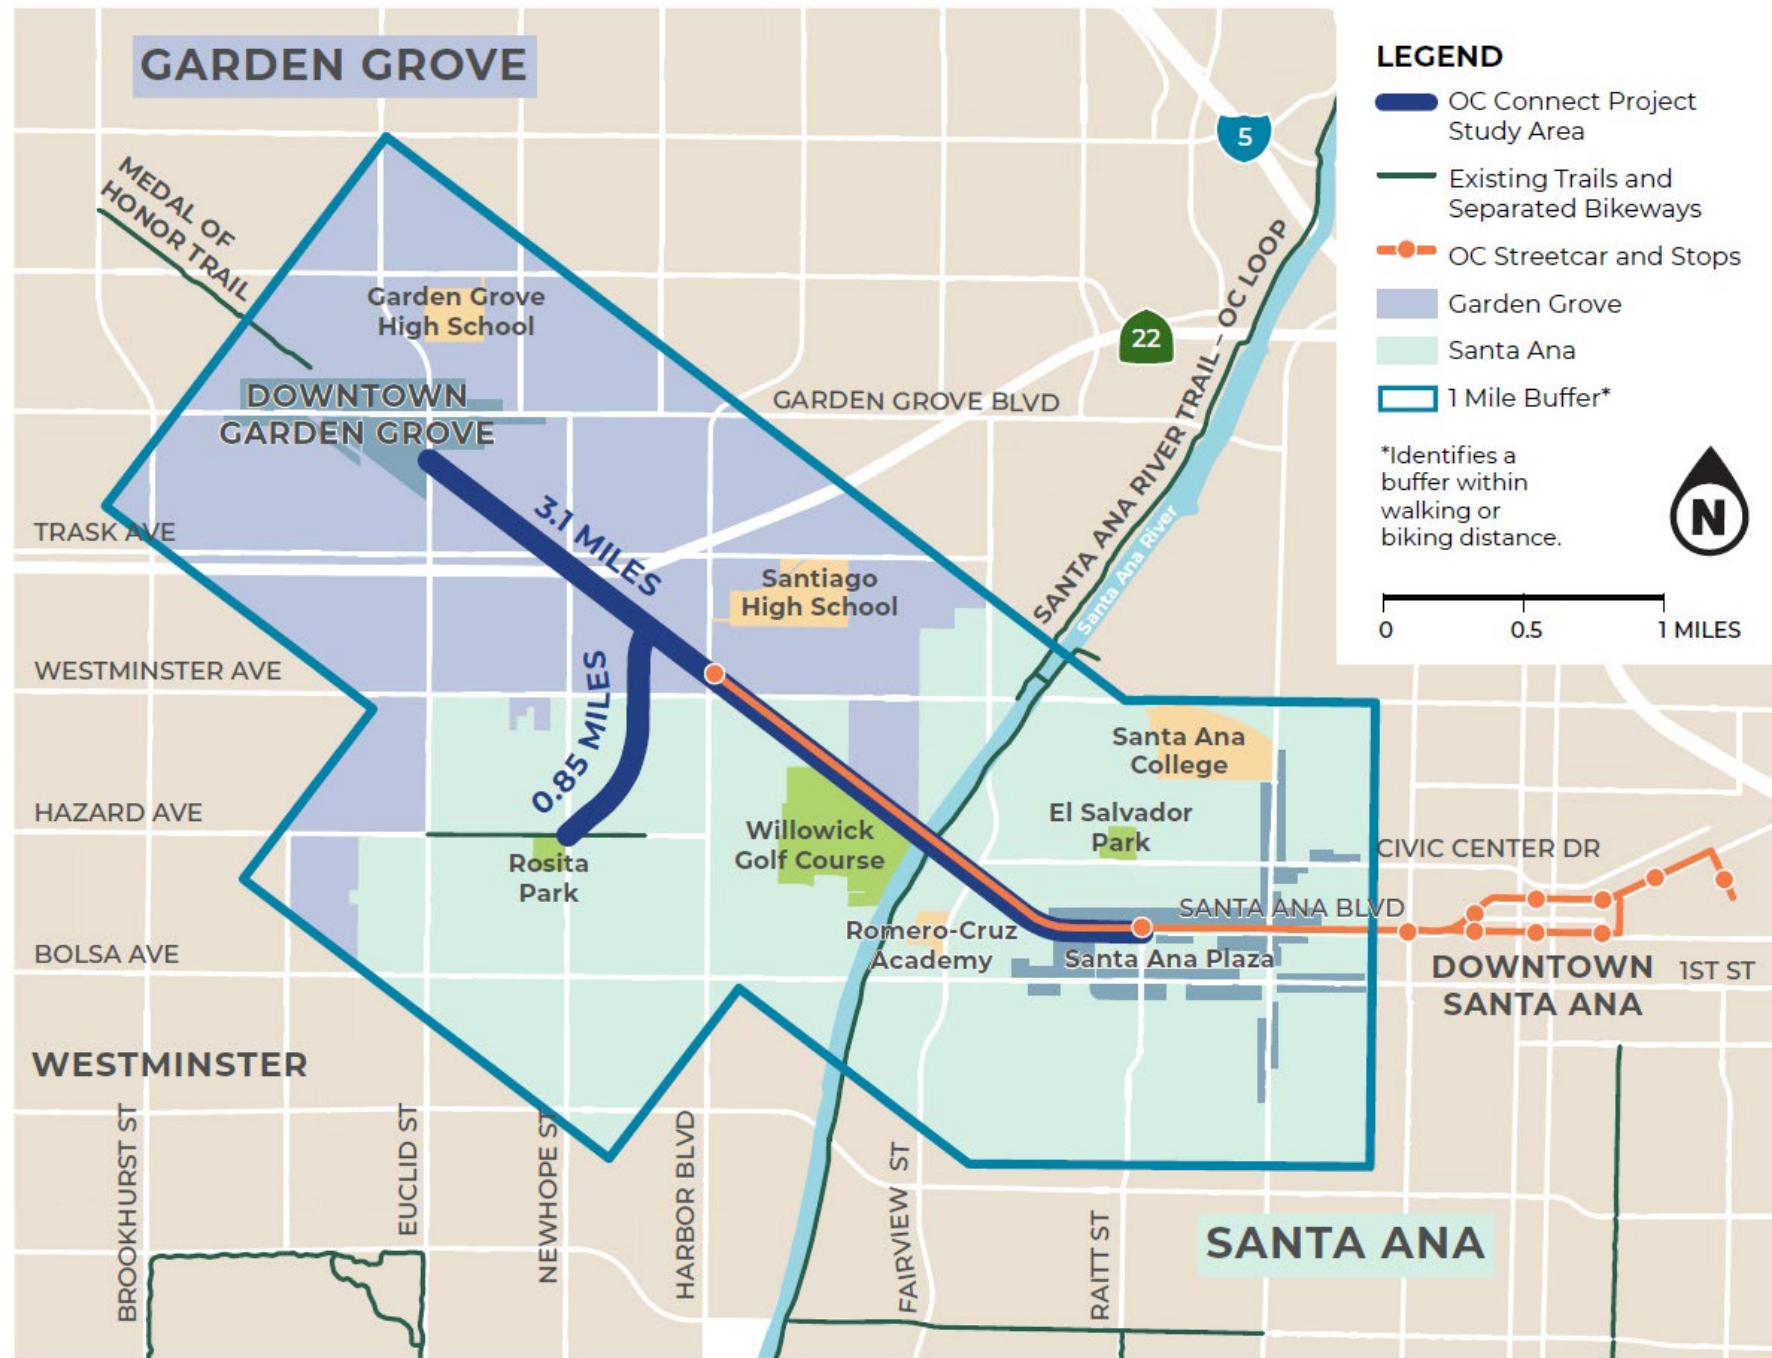 GARDEN GROVE
MEDAL OF
HONOR TRAIL
Garden Grove
High School
DOWNTOWN
GARDEN GROVE
GARDEN GROVE BLVD
5
22
SANTA ANA RIVER TRAIL – OC LOOP
Santa Ana River
TRASK AVE
3.1 MILES
Santiago
High School
WESTMINSTER AVE
0.85 MILES
Santa Ana
College
HAZARD AVE
El Salvador
Park
Willowick
Golf Course
Rosita
Park
CIVIC CENTER DR
SANTA ANA BLVD
Romero-Cruz
Academy
Santa Ana Plaza
BOLSA AVE
DOWNTOWN
SANTA ANA
1ST ST
WESTMINSTER
BROOKHURST ST
EUCLID ST
NEWHOPE ST
HARBOR BLVD
FAIRVIEW ST
RAITT ST
SANTA ANA
LEGEND
OC Connect Project
Study Area
Existing Trails and
Separated Bikeways
OC Streetcar and Stops
Garden Grove
Santa Ana
1 Mile Buffer*
*Identifies a
buffer within
walking or
biking distance.
N
0 0.5 1 MILES